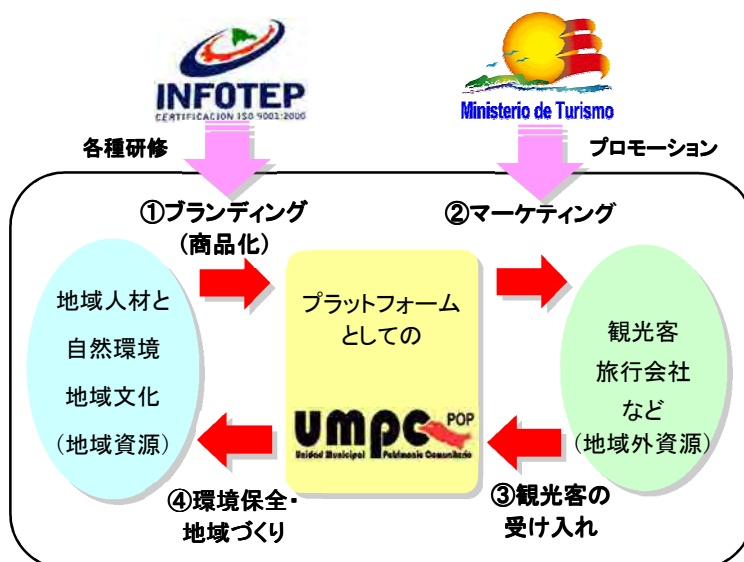 INFOTEP
CERTIFICACION ISO 9001:2000
Ministerio de Turismo
各種研修
プロモーション
①ブランディング
(商品化)
②マーケティング
地域人材と
自然環境
地域文化
(地域資源)
プラットフォーム
としての
umpc POP
Unidad Municipal Patrimonio Comunitario
観光客
旅行会社
など
(地域外資源)
④環境保全・
地域づくり
③観光客の
受け入れ